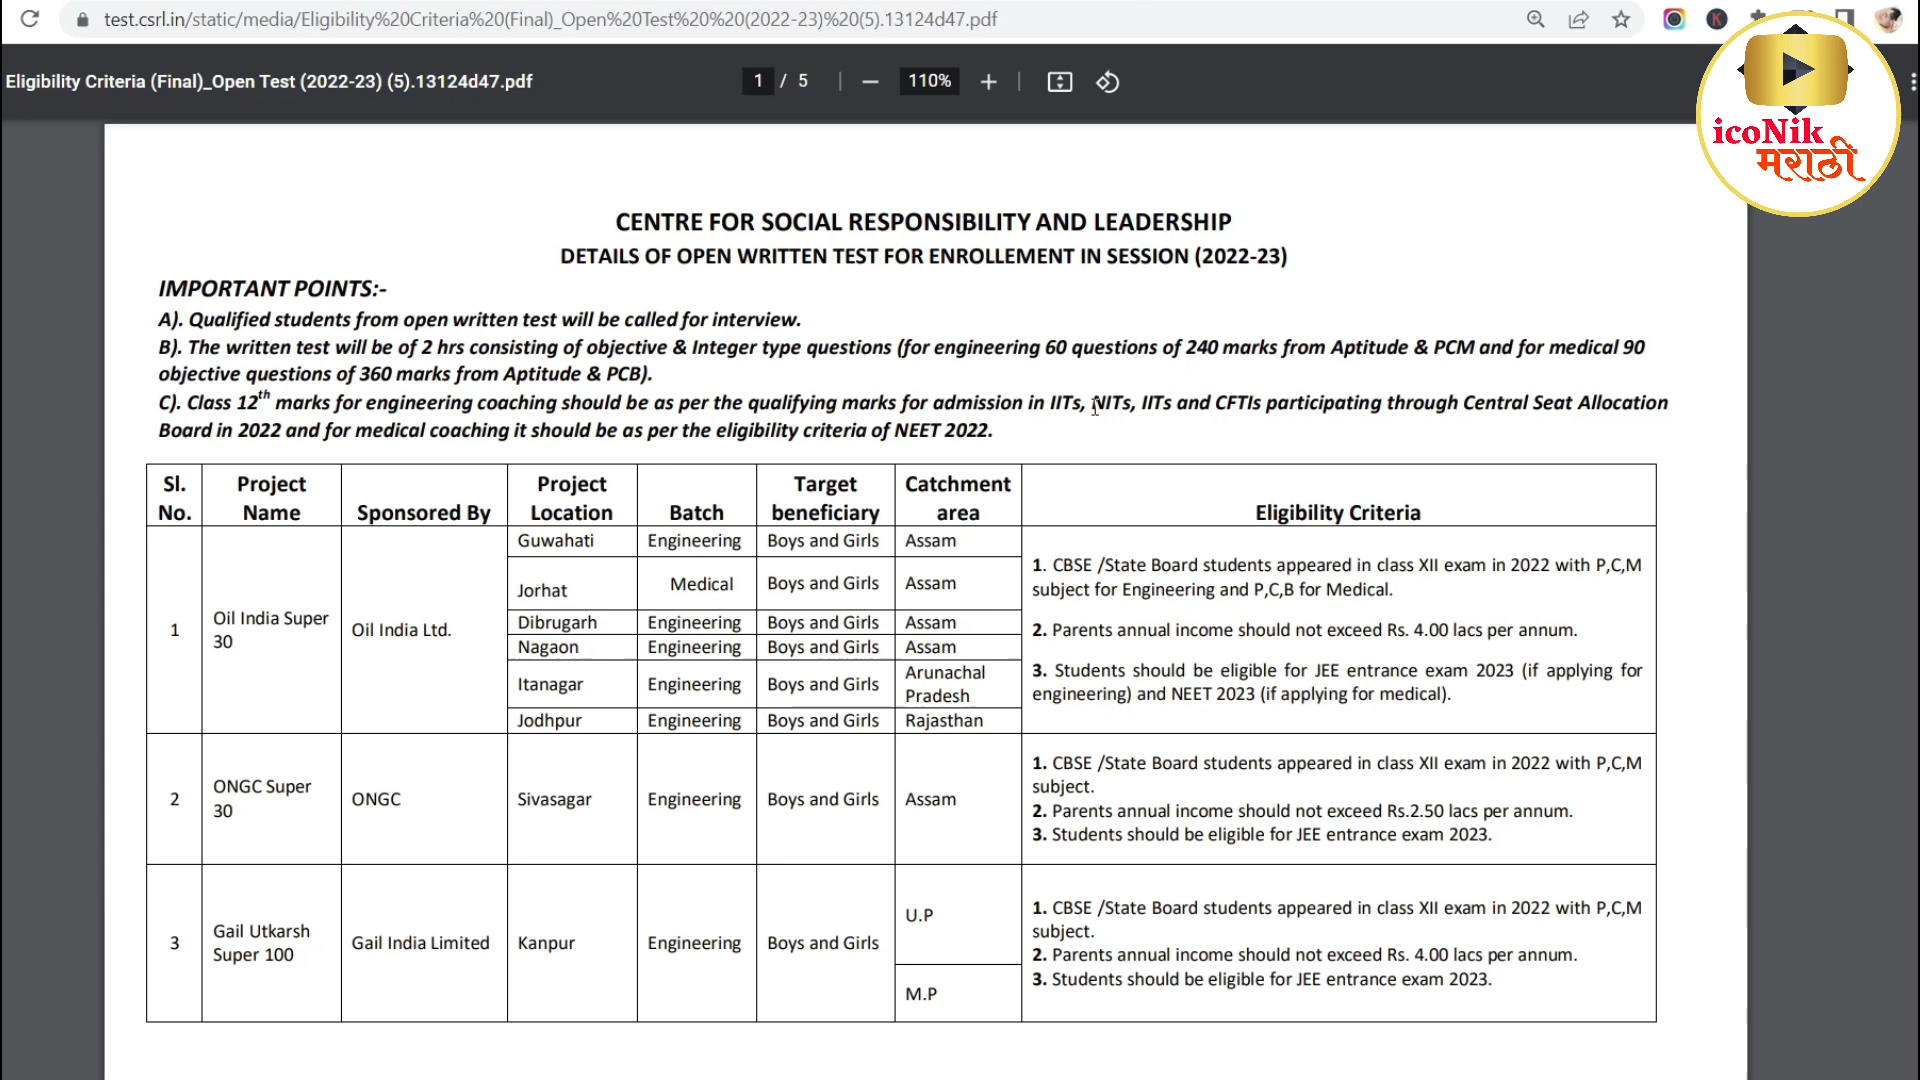 test.csrl.in/static/media/Eligibility%20Criteria%20(Final)_Open%20Test%20%20(2022-23)%20(5).13124d47.pdf
K
Eligibility Criteria (Final)_Open Test (2022-23) (5).13124d47.pdf
1 / 5
110%
icoNik
मराठी
CENTRE FOR SOCIAL RESPONSIBILITY AND LEADERSHIP
DETAILS OF OPEN WRITTEN TEST FOR ENROLLEMENT IN SESSION (2022-23)
IMPORTANT POINTS:-
A). Qualified students from open written test will be called for interview.
B). The written test will be of 2 hrs consisting of objective & Integer type questions (for engineering 60 questions of 240 marks from Aptitude & PCM and for medical 90
objective questions of 360 marks from Aptitude & PCB).
C). Class 12th marks for engineering coaching should be as per the qualifying marks for admission in IITs, NITs, IITs and CFTIs participating through Central Seat Allocation
Board in 2022 and for medical coaching it should be as per the eligibility criteria of NEET 2022.
Sl. No. Project Name Sponsored By Project Location Batch Target beneficiary Catchment area Eligibility Criteria
1 Oil India Super 30 Oil India Ltd.
Guwahati Engineering Boys and Girls Assam
Jorhat Medical Boys and Girls Assam
Dibrugarh Engineering Boys and Girls Assam
Nagaon Engineering Boys and Girls Assam
Itanagar Engineering Boys and Girls Arunachal Pradesh
Jodhpur Engineering Boys and Girls Rajasthan
1. CBSE /State Board students appeared in class XII exam in 2022 with P,C,M
subject for Engineering and P,C,B for Medical.
2. Parents annual income should not exceed Rs. 4.00 lacs per annum.
3. Students should be eligible for JEE entrance exam 2023 (if applying for
engineering) and NEET 2023 (if applying for medical).
2 ONGC Super 30 ONGC Sivasagar Engineering Boys and Girls Assam
1. CBSE /State Board students appeared in class XII exam in 2022 with P,C,M
subject.
2. Parents annual income should not exceed Rs.2.50 lacs per annum.
3. Students should be eligible for JEE entrance exam 2023.
3 Gail Utkarsh Super 100 Gail India Limited Kanpur Engineering Boys and Girls
U.P
M.P
1. CBSE /State Board students appeared in class XII exam in 2022 with P,C,M
subject.
2. Parents annual income should not exceed Rs. 4.00 lacs per annum.
3. Students should be eligible for JEE entrance exam 2023.